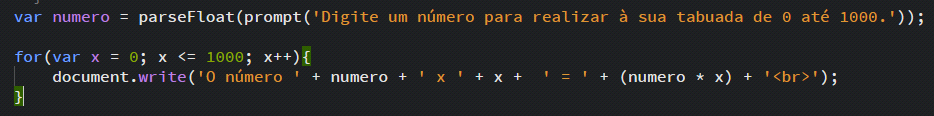 var numero = parseFloat(prompt('Digite um número para realizar à sua tabuada de 0 até 1000.'));
for(var x = 0; x <= 1000; x++){
document.write('O número ' + numero + ' x ' + x +  ' = ' + (numero * x) + '<br>');
}